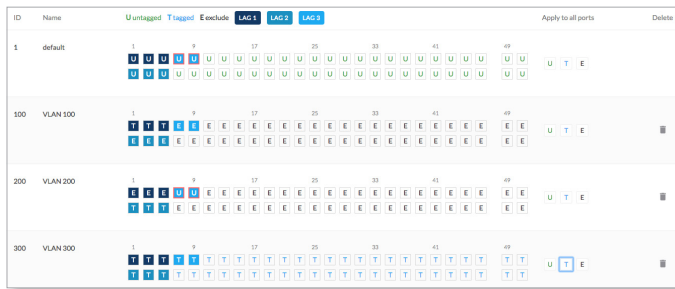 ID Name U untagged T tagged E exclude LAG 1 LAG 2 LAG 3 Apply to all ports Delete
1 9 17 25 33 41 49
1 default
U U U U U U U U U U U U U U U U U U U U U U U U U U
U T E
U U U U U U U U U U U U U U U U U U U U U U U U U U
1 9 17 25 33 41 49
100 VLAN 100
T T T E E E E E E E E E E E E E E E E E E E E E E E
U T E
E E E E E E E E E E E E E E E E E E E E E E E E E E
1 9 17 25 33 41 49
200 VLAN 200
E E E U U E E E E E E E E E E E E E E E E E E E E E
U T E
T T T E E E E E E E E E E E E E E E E E E E E E E E
1 9 17 25 33 41 49
300 VLAN 300
T T T T T T T T T T T T T T T T T T T T T T T T T T
U T E
T T T T T T T T T T T T T T T T T T T T T T T T T T